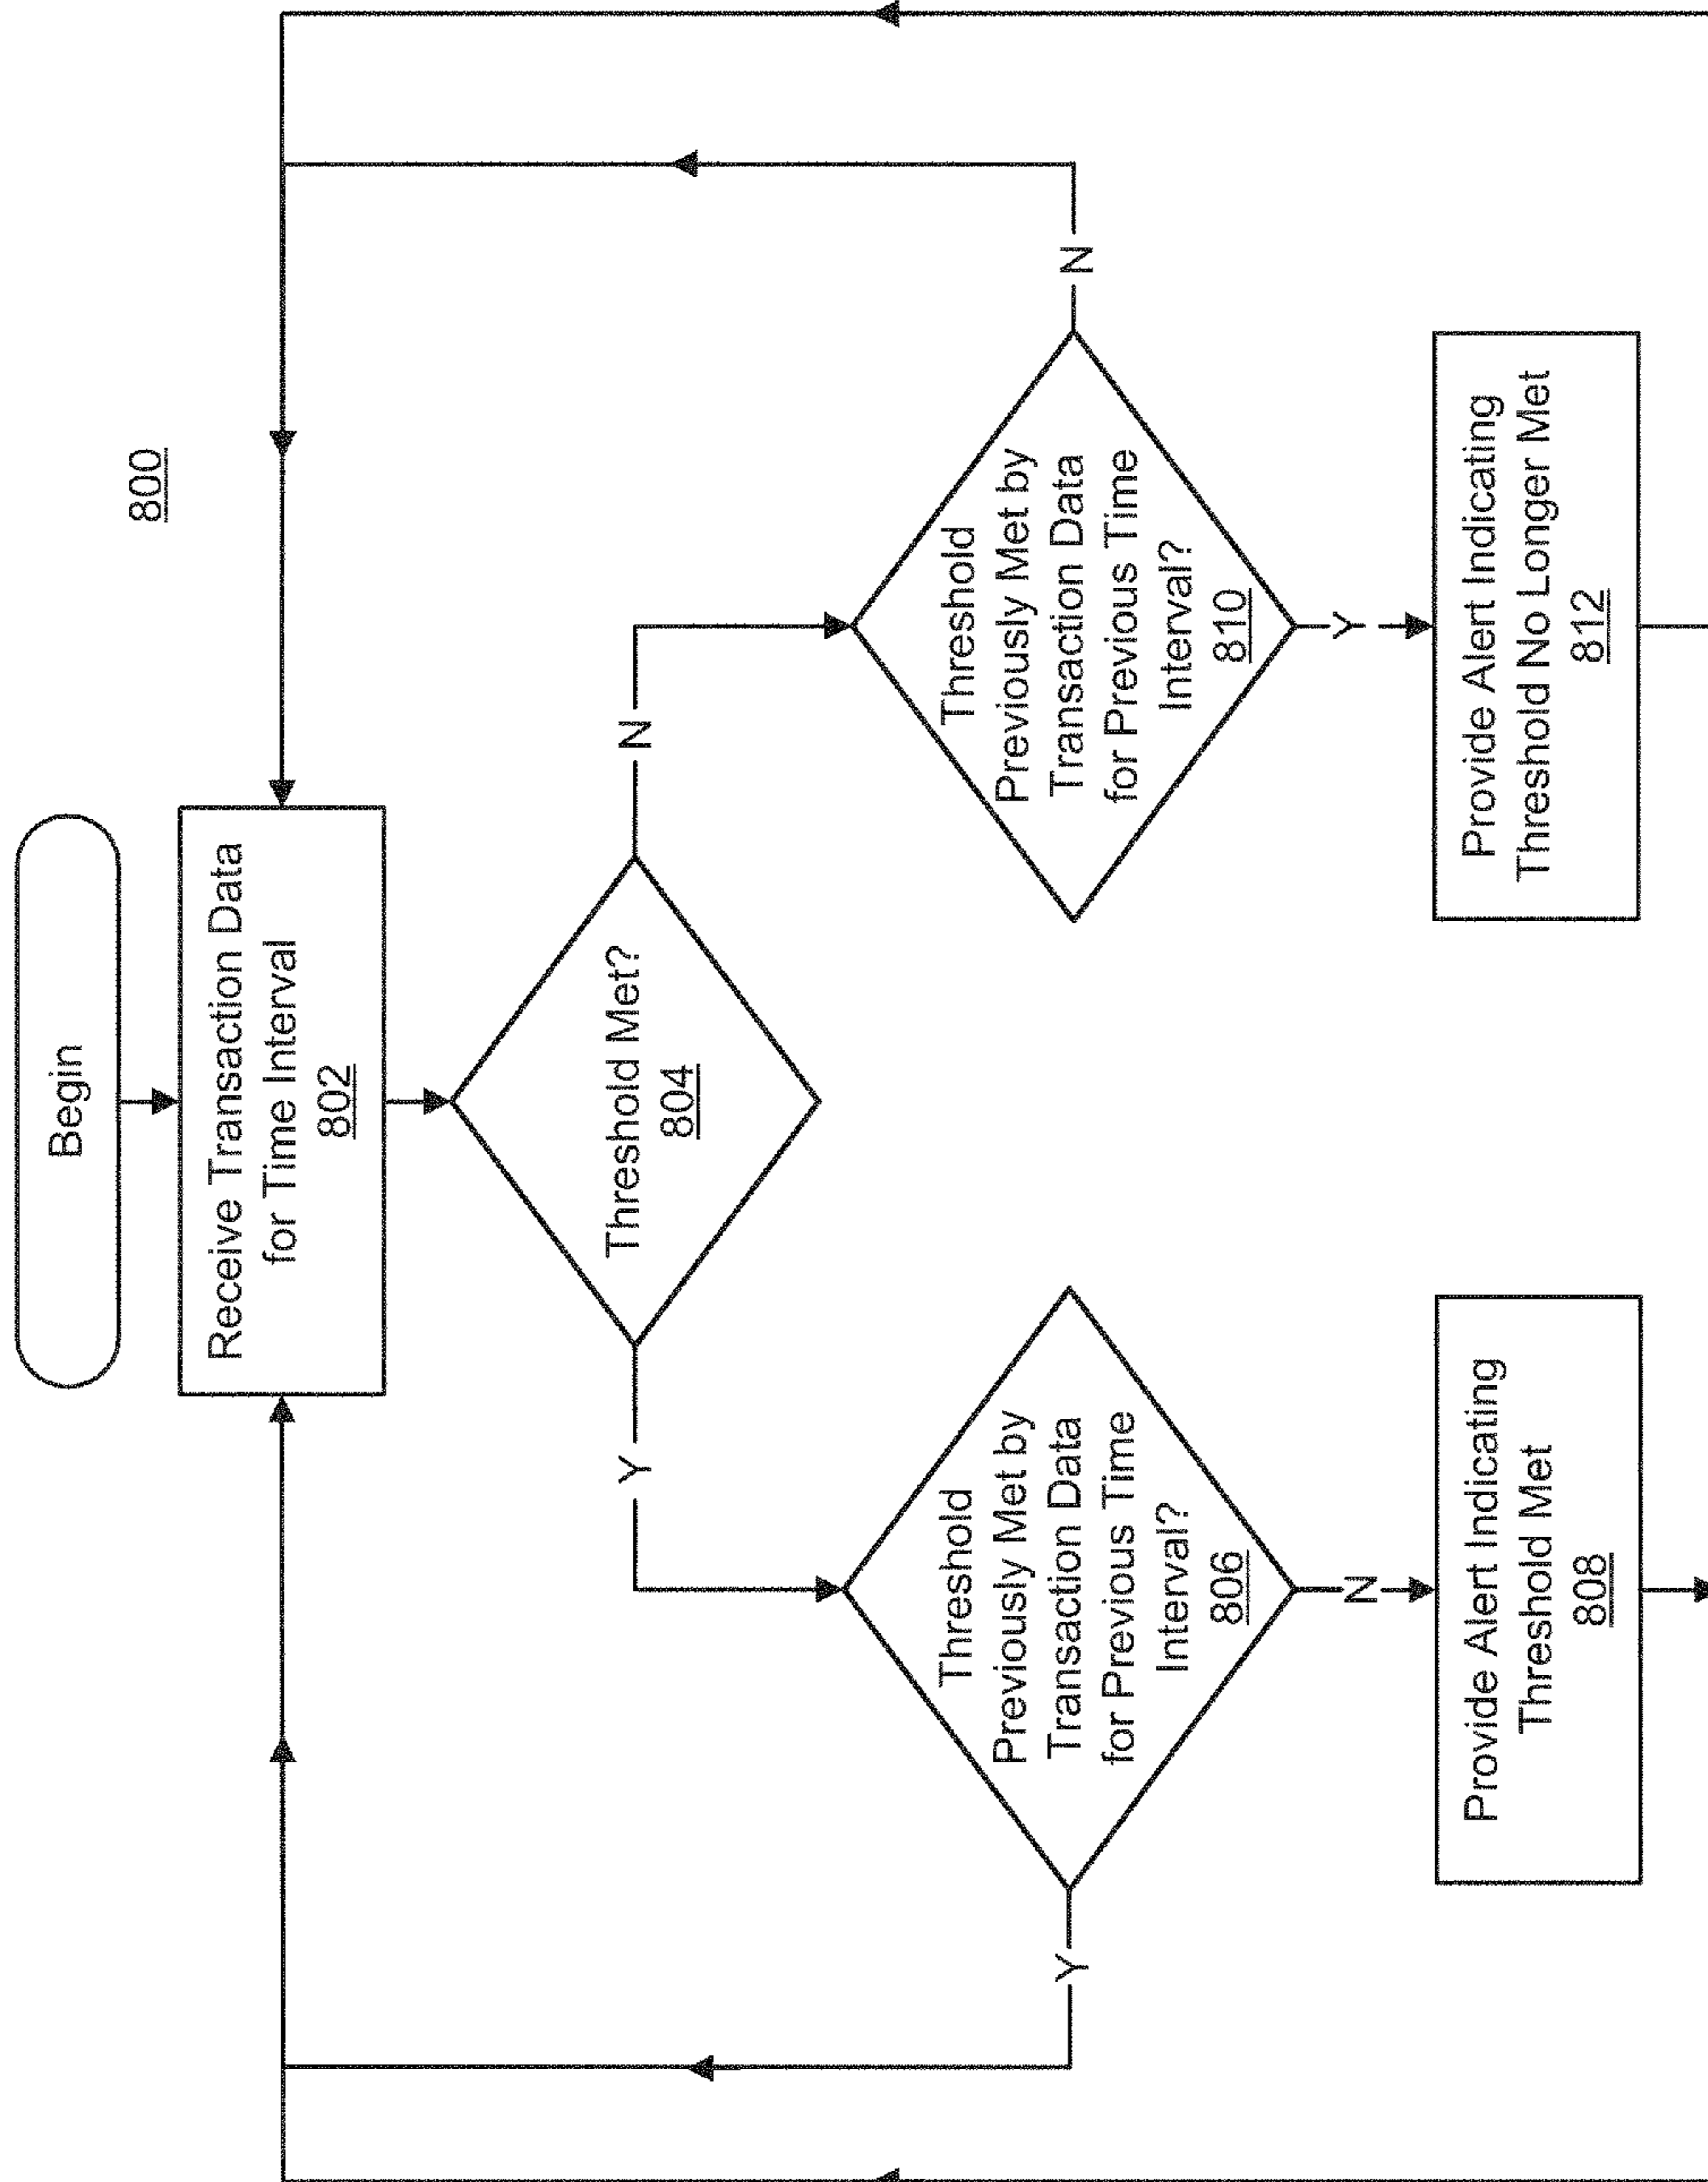 800
Begin
Receive Transaction Data
for Time Interval
802
Threshold Met?
804
Y
N
Threshold
Previously Met by
Transaction Data
for Previous Time
Interval?
806
Y
N
Provide Alert Indicating
Threshold Met
808
Threshold
Previously Met by
Transaction Data
for Previous Time
Interval?
810
N
Y
Provide Alert Indicating
Threshold No Longer Met
812